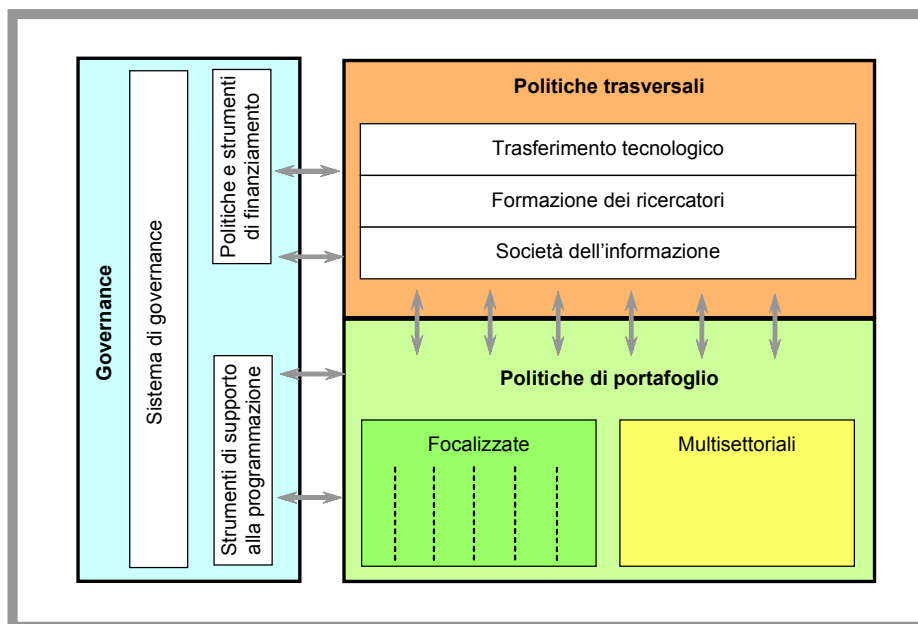 Governance
Sistema di governance
Politiche e strumenti
di finanziamento
Strumenti di supporto
alla programmazione
Politiche trasversali
Trasferimento tecnologico
Formazione dei ricercatori
Società dell'informazione
Politiche di portafoglio
Focalizzate
Multisettoriali